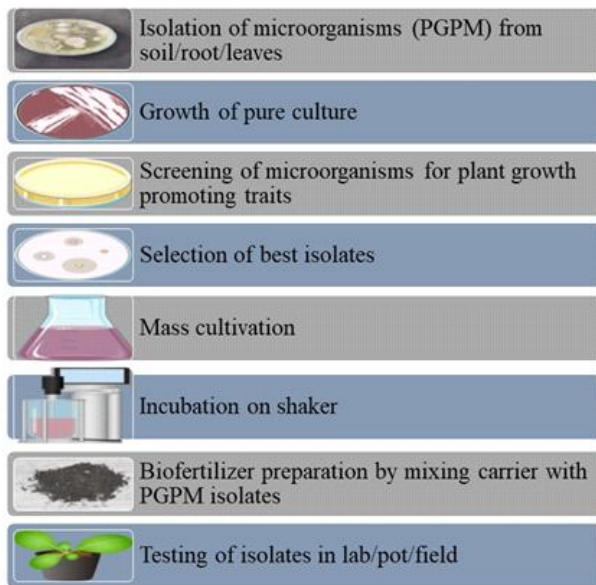 Isolation of microorganisms (PGPM) from
soil/root/leaves
Growth of pure culture
Screening of microorganisms for plant growth
promoting traits
Selection of best isolates
Mass cultivation
Incubation on shaker
Biofertilizer preparation by mixing carrier with
PGPM isolates
Testing of isolates in lab/pot/field